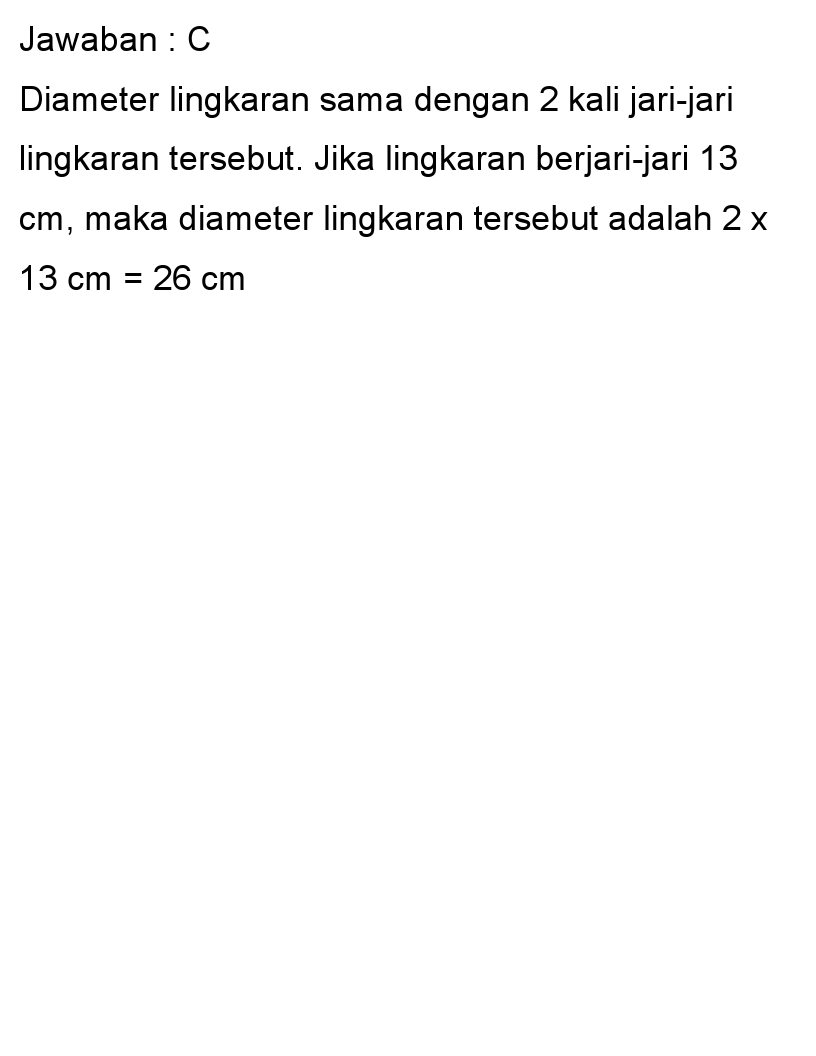 Jawaban : C
Diameter lingkaran sama dengan 2 kali jari-jari
lingkaran tersebut. Jika lingkaran berjari-jari 13
cm, maka diameter lingkaran tersebut adalah 2 x
13 cm = 26 cm